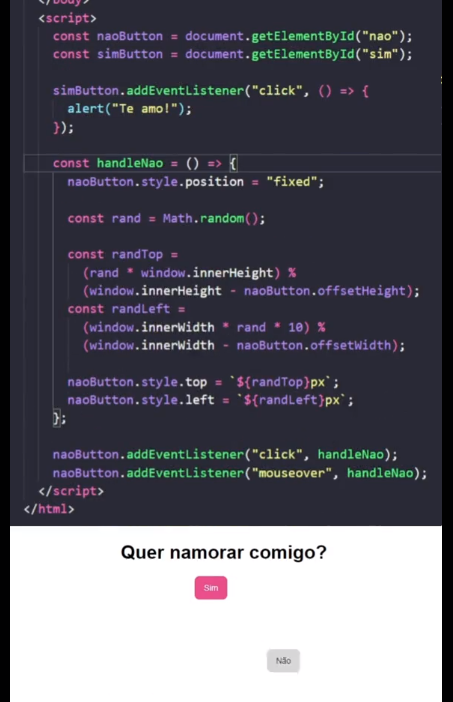 </body>
<script>
const naoButton = document.getElementById("nao");
const simButton = document.getElementById("sim");
simButton.addEventListener("click", () => {
alert("Te amo!");
});
const handleNao = () => {
naoButton.style.position = "fixed";
const rand = Math.random();
const randTop =
(rand * window.innerHeight) %
(window.innerHeight - naoButton.offsetHeight);
const randLeft =
(window.innerWidth * rand * 10) %
(window.innerWidth - naoButton.offsetWidth);
naoButton.style.top = `${randTop}px`;
naoButton.style.left = `${randLeft}px`;
};
naoButton.addEventListener("click", handleNao);
naoButton.addEventListener("mouseover", handleNao);
</script>
</html>
Quer namorar comigo?
Sim
Não